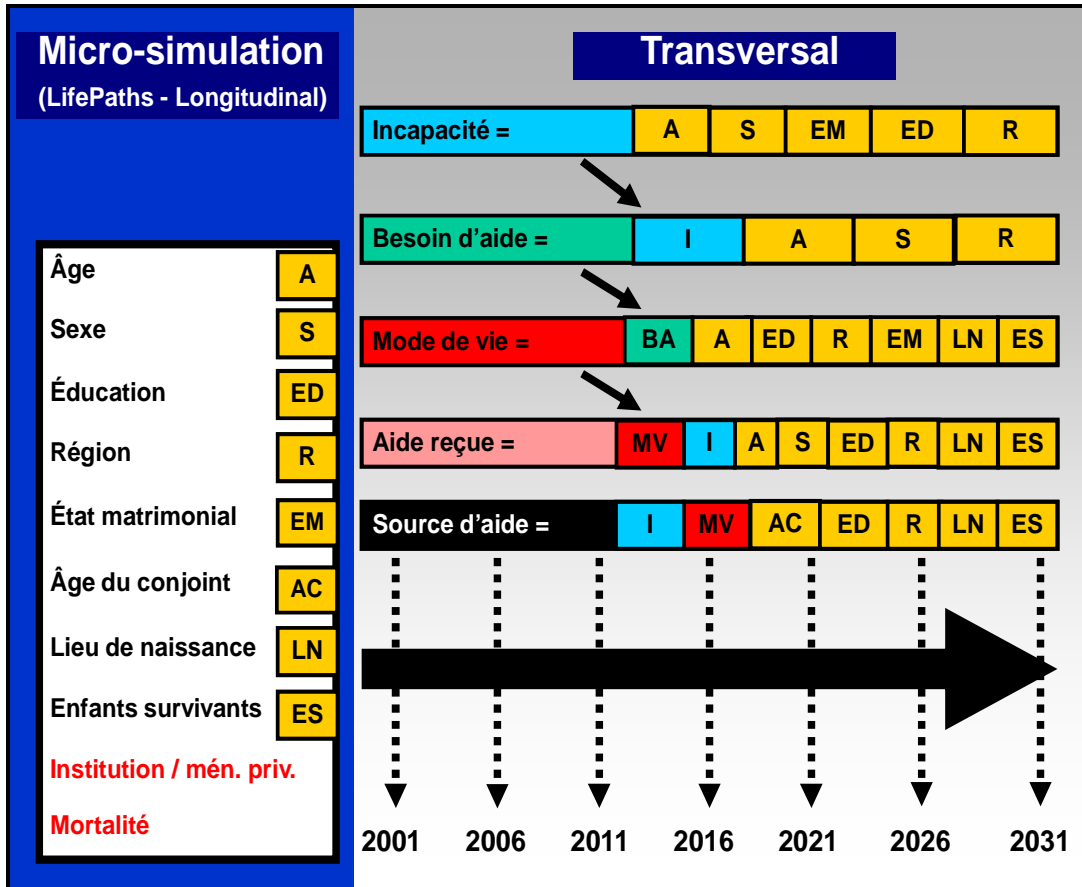 Micro-simulation
(LifePaths - Longitudinal)
Âge A
Sexe S
Éducation ED
Région R
État matrimonial EM
Âge du conjoint AC
Lieu de naissance LN
Enfants survivants ES
Institution / mén. priv.
Mortalité
Transversal
Incapacité = A S EM ED R
Besoin d’aide = I A S R
Mode de vie = BA A ED R EM LN ES
Aide reçue = MV I A S ED R LN ES
Source d’aide = I MV AC ED R LN ES
2001 2006 2011 2016 2021 2026 2031